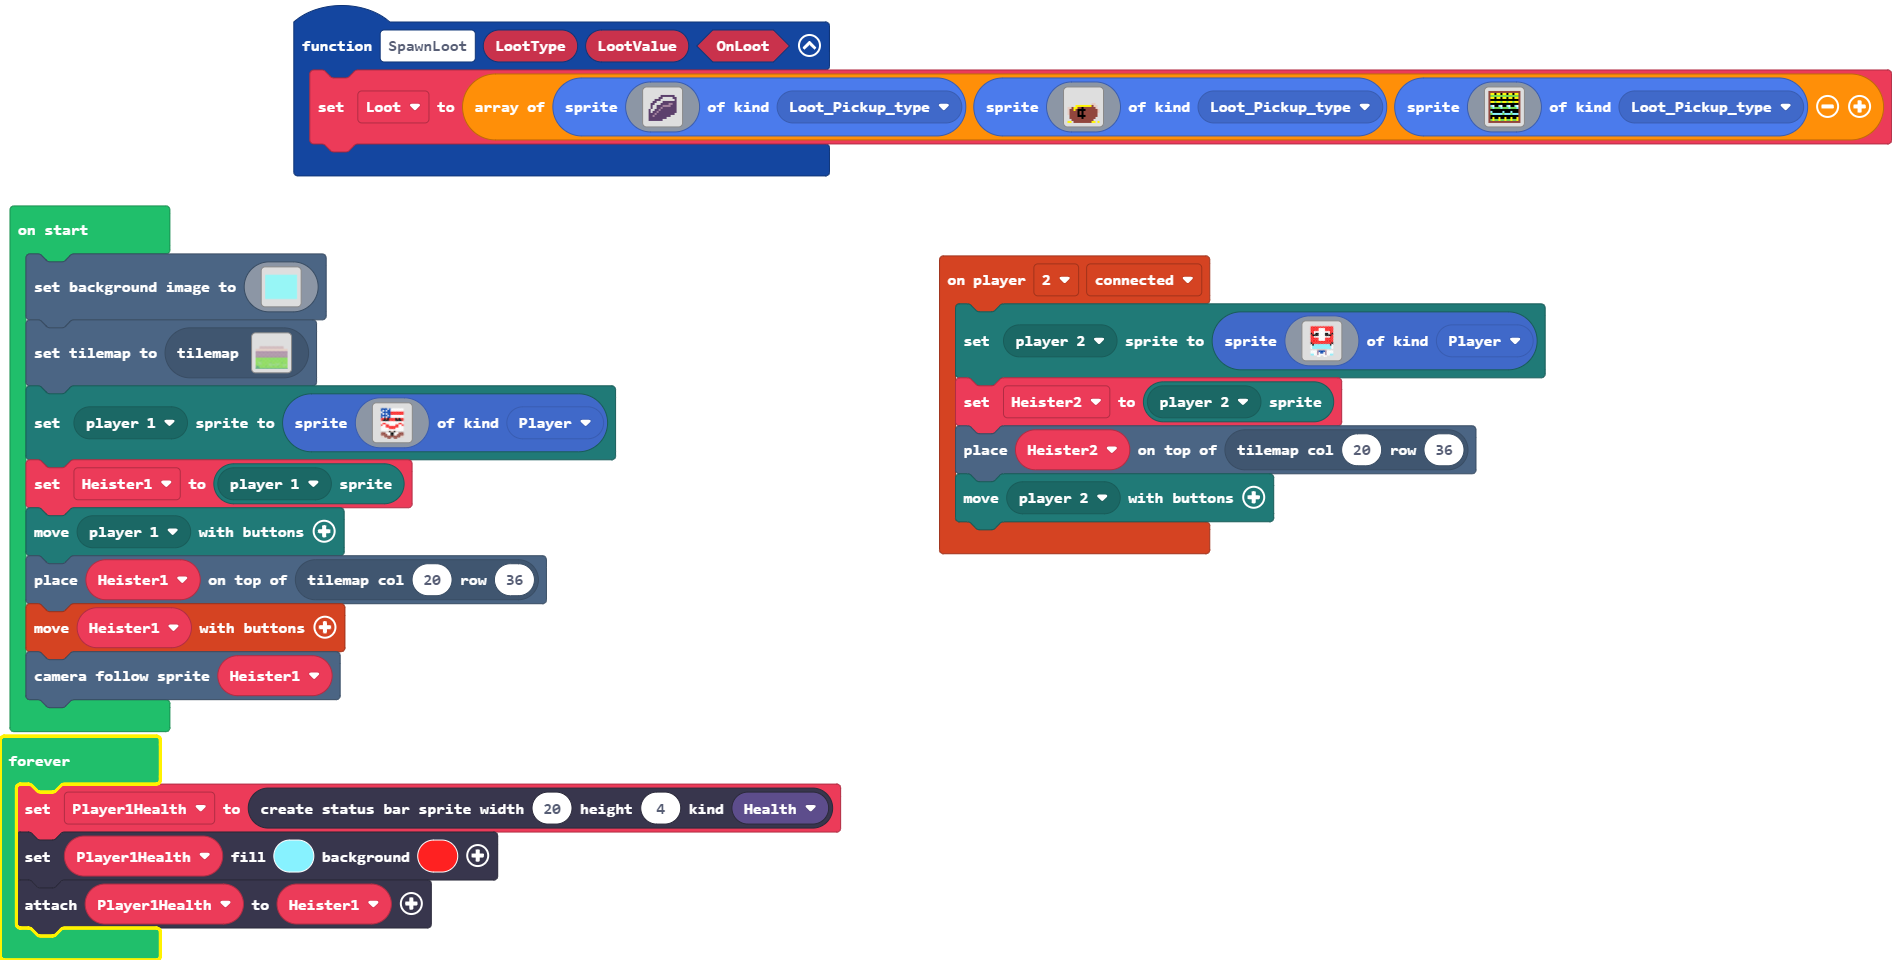 function SpawnLoot LootType LootValue OnLoot
set Loot to array of sprite of kind Loot_Pickup_type sprite of kind Loot_Pickup_type sprite of kind Loot_Pickup_type
on start
set background image to
set tilemap to tilemap
set player 1 sprite to sprite of kind Player
set Heister1 to player 1 sprite
move player 1 with buttons
place Heister1 on top of tilemap col 20 row 36
move Heister1 with buttons
camera follow sprite Heister1
on player 2 connected
set player 2 sprite to sprite of kind Player
set Heister2 to player 2 sprite
place Heister2 on top of tilemap col 20 row 36
move player 2 with buttons
forever
set Player1Health to create status bar sprite width 20 height 4 kind Health
set Player1Health fill background
attach Player1Health to Heister1